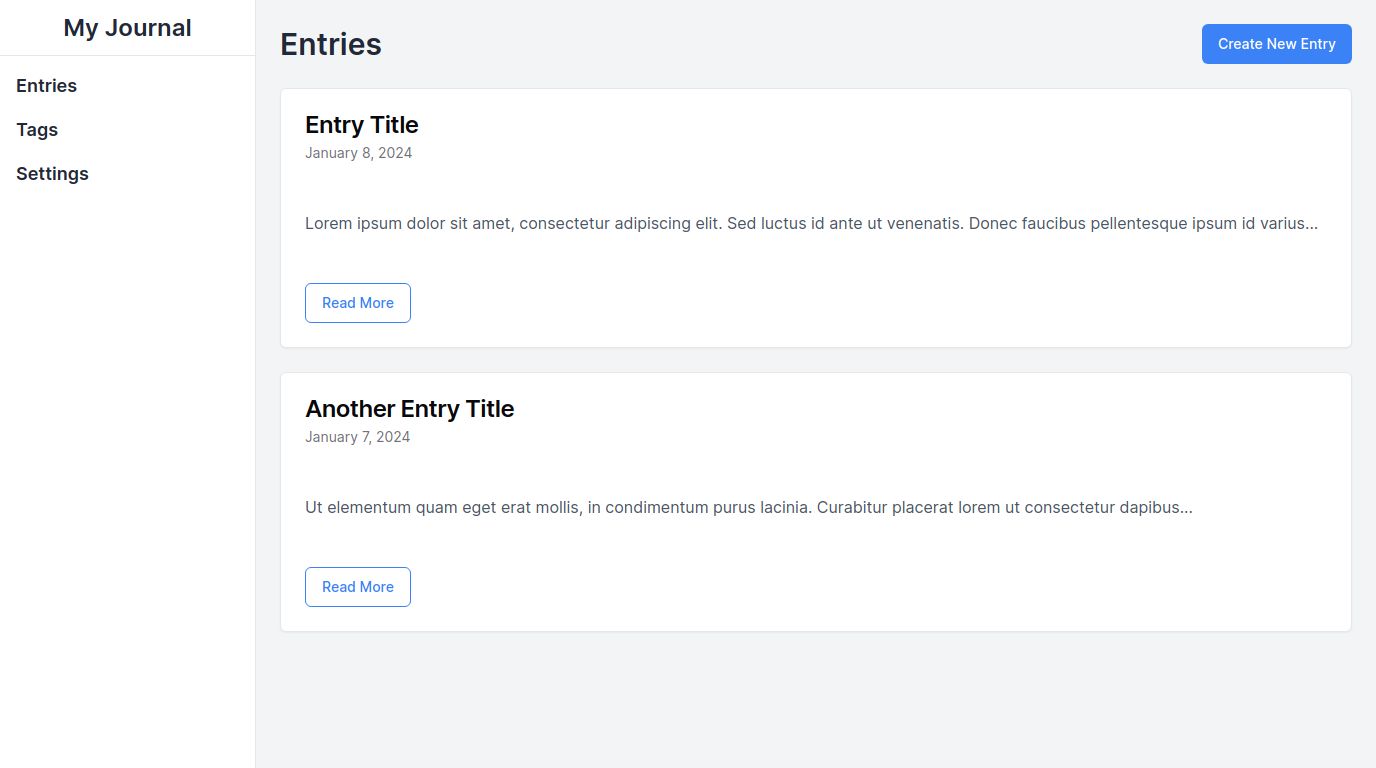 My Journal
Entries
Tags
Settings
Entries
Create New Entry
Entry Title
January 8, 2024
Lorem ipsum dolor sit amet, consectetur adipiscing elit. Sed luctus id ante ut venenatis. Donec faucibus pellentesque ipsum id varius...
Read More
Another Entry Title
January 7, 2024
Ut elementum quam eget erat mollis, in condimentum purus lacinia. Curabitur placerat lorem ut consectetur dapibus...
Read More